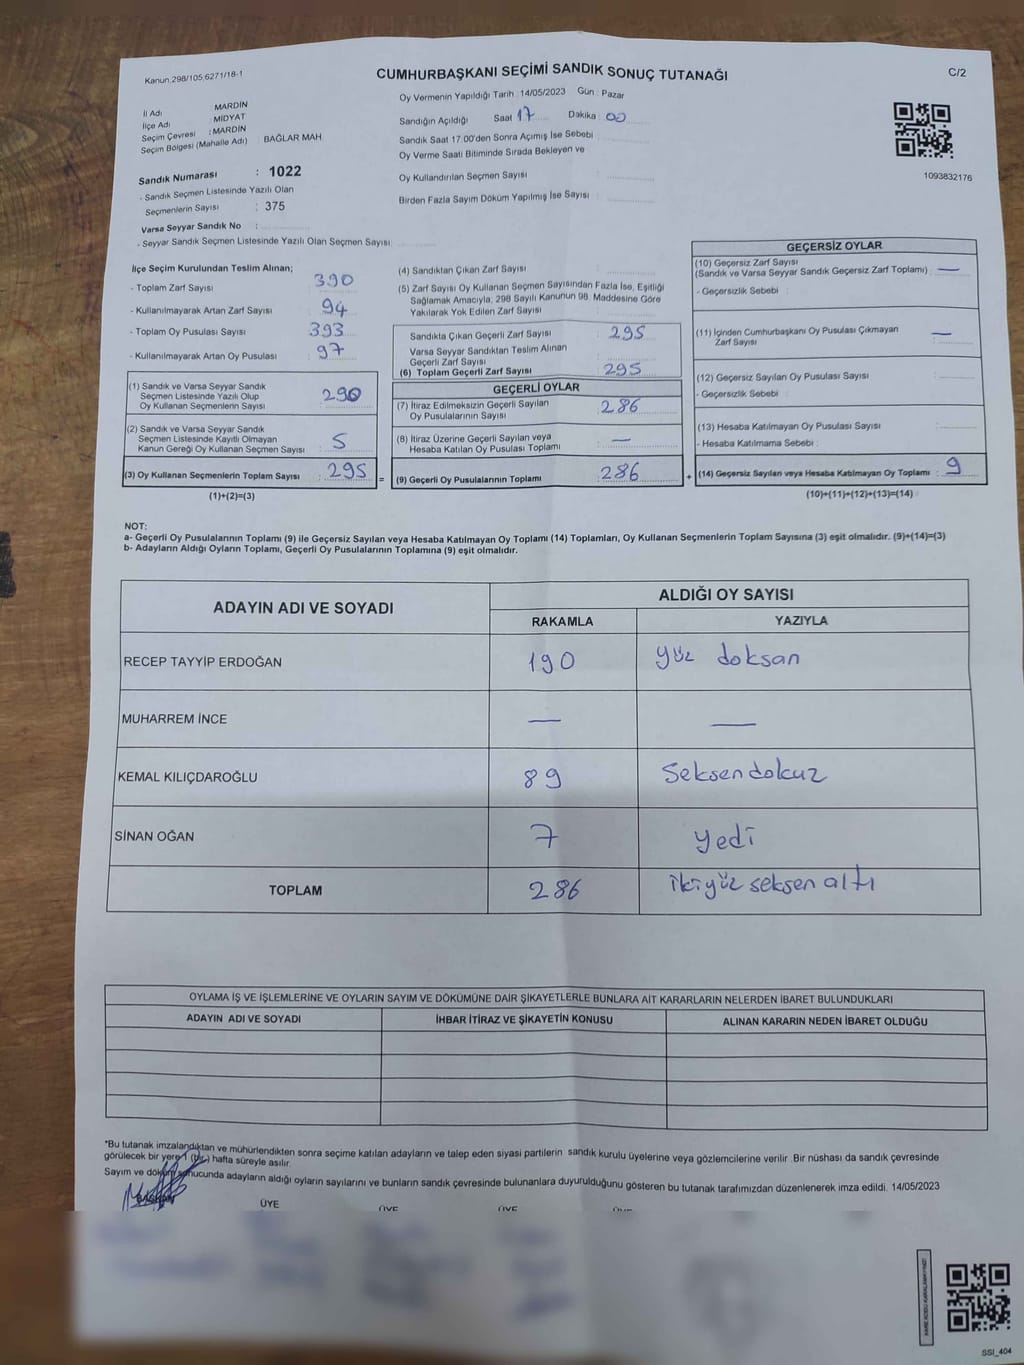 Kanun.298/105,6271/18-1
CUMHURBAŞKANI SEÇİMİ SANDIK SONUÇ TUTANAĞI
C/2
İl Adı MARDİN
İlçe Adı : MİDYAT
Seçim Çevresi : MARDİN
Seçim Bölgesi (Mahalle Adı) : BAĞLAR MAH
Sandık Numarası : 1022
- Sandık Seçmen Listesinde Yazılı Olan
Seçmenlerin Sayısı : 375
Varsa Seyyar Sandık No :
- Seyyar Sandık Seçmen Listesinde Yazılı Olan Seçmen Sayısı
Oy Vermenin Yapıldığı Tarih : 14/05/2023 Gün : Pazar
Sandığın Açıldığı Saat 17 Dakika : 00
Sandık Saat 17.00'den Sonra Açımış İse Sebebi
Oy Verme Saati Bitiminde Sırada Bekleyen ve
Oy Kullandırılan Seçmen Sayısı :
Birden Fazla Sayım Döküm Yapılmış İse Sayısı :
1093832176
İlçe Seçim Kurulundan Teslim Alınan;
- Toplam Zarf Sayısı : 390
- Kullanılmayarak Artan Zarf Sayısı : 94
- Toplam Oy Pusulası Sayısı : 393
- Kullanılmayarak Artan Oy Pusulası : 97
(1) Sandık ve Varsa Seyyar Sandık
Seçmen Listesinde Yazılı Olup
Oy Kullanan Seçmenlerin Sayısı : 290
(2) Sandık ve Varsa Seyyar Sandık
Seçmen Listesinde Kayıtlı Olmayan
Kanun Gereği Oy Kullanan Seçmen Sayısı : 5
(3) Oy Kullanan Seçmenlerin Toplam Sayısı : 295
(1)+(2)=(3)
=
(4) Sandıktan Çıkan Zarf Sayısı :
(5) Zarf Sayısı Oy Kullanan Seçmen Sayısından Fazla İse, Eşitliği
Sağlamak Amacıyla; 298 Sayılı Kanunun 98. Maddesine Göre
Yakılarak Yok Edilen Zarf Sayısı :
Sandıkta Çıkan Geçerli Zarf Sayısı : 295
Varsa Seyyar Sandıktan Teslim Alınan
Geçerli Zarf Sayısı
(6) Toplam Geçerli Zarf Sayısı : 295
GEÇERLİ OYLAR
(7) İtiraz Edilmeksizin Geçerli Sayılan
Oy Pusulalarının Sayısı : 286
(8) İtiraz Üzerine Geçerli Sayılan veya
Hesaba Katılan Oy Pusulası Toplamı : —
(9) Geçerli Oy Pusulalarının Toplamı : 286
+
GEÇERSİZ OYLAR
(10) Geçersiz Zarf Sayısı
(Sandık ve Varsa Seyyar Sandık Geçersiz Zarf Toplamı) : —
- Geçersizlik Sebebi :
(11) İçinden Cumhurbaşkanı Oy Pusulası Çıkmayan
Zarf Sayısı : —
(12) Geçersiz Sayılan Oy Pusulası Sayısı :
- Geçersizlik Sebebi :
(13) Hesaba Katılmayan Oy Pusulası Sayısı :
- Hesaba Katılmama Sebebi :
(14) Geçersiz Sayılan veya Hesaba Katılmayan Oy Toplamı : 9
(10)+(11)+(12)+(13)=(14)
NOT:
a- Geçerli Oy Pusulalarının Toplamı (9) ile Geçersiz Sayılan veya Hesaba Katılmayan Oy Toplamı (14) Toplamları, Oy Kullanan Seçmenlerin Toplam Sayısına (3) eşit olmalıdır. (9)+(14)=(3)
b- Adayların Aldığı Oyların Toplamı, Geçerli Oy Pusulalarının Toplamına (9) eşit olmalıdır.
ADAYIN ADI VE SOYADI ALDIĞI OY SAYISI
RAKAMLA YAZIYLA
RECEP TAYYİP ERDOĞAN 190 yüz doksan
MUHARREM İNCE — —
KEMAL KILIÇDAROĞLU 89 Seksendokuz
SİNAN OĞAN 7 yedi
TOPLAM 286 ikiyüz seksen altı
OYLAMA İŞ VE İŞLEMLERİNE VE OYLARIN SAYIM VE DÖKÜMÜNE DAİR ŞİKAYETLERLE BUNLARA AİT KARARLARIN NELERDEN İBARET BULUNDUKLARI
ADAYIN ADI VE SOYADI İHBAR İTİRAZ VE ŞİKAYETİN KONUSU ALINAN KARARIN NEDEN İBARET OLDUĞU
*Bu tutanak imzalandıktan ve mühürlendikten sonra seçime katılan adayların ve talep eden siyasi partilerin sandık kurulu üyelerine veya gözlemcilerine verilir .Bir nüshası da sandık çevresinde
görülecek bir yere 1 (bir) hafta süreyle asılır.
Sayım ve döküm sonucunda adayların aldığı oyların sayılarını ve bunların sandık çevresinde bulunanlara duyurulduğunu gösteren bu tutanak tarafımızdan düzenlenerek imza edildi. 14/05/2023
BAŞKAN ÜYE ÜYE ÜYE ÜYE
SSI_404